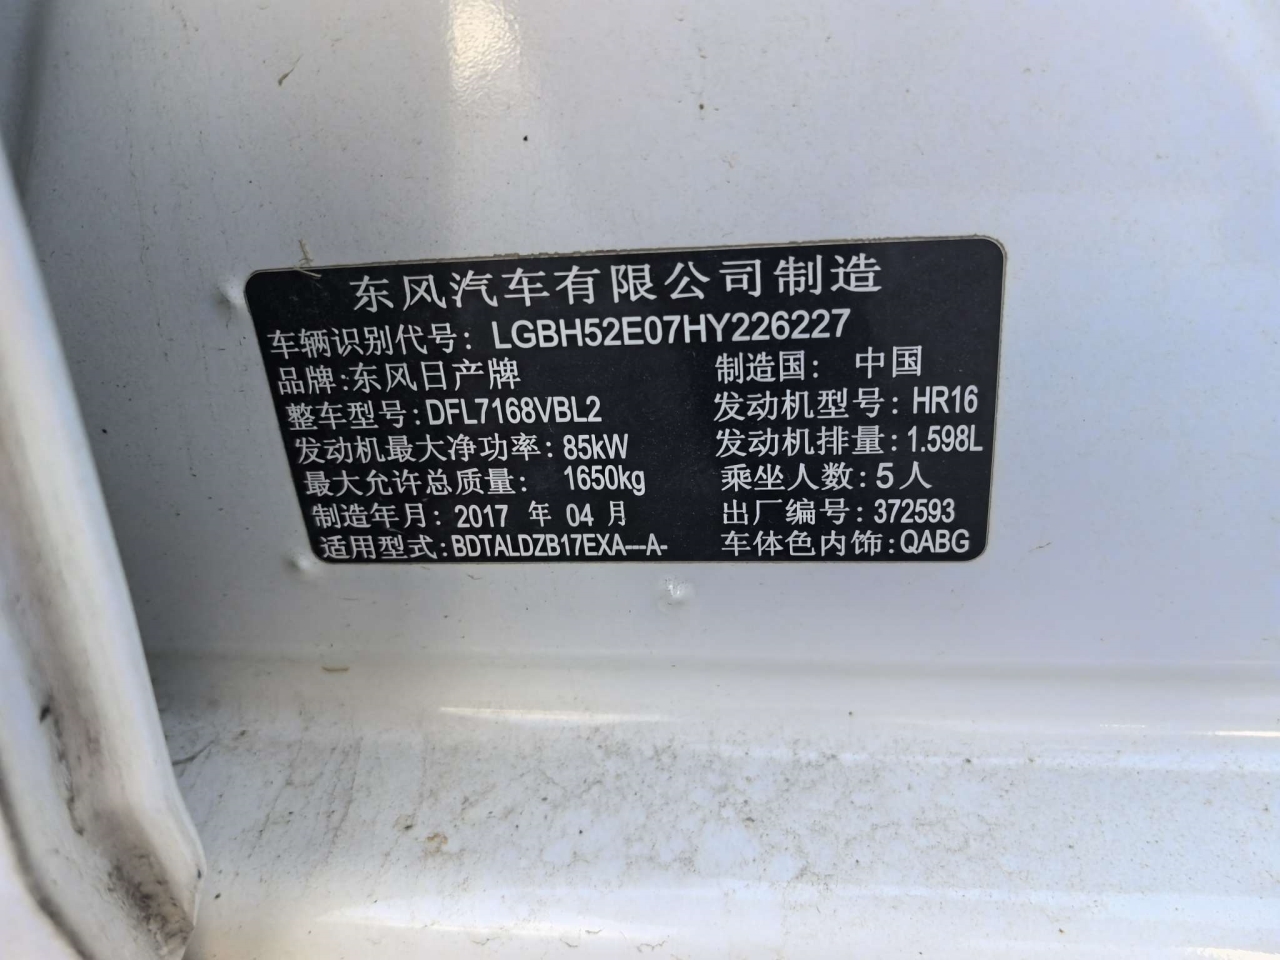 东风汽车有限公司制造
车辆识别代号: LGBH52E07HY226227
品牌:东风日产牌 制造国: 中国
整车型号:DFL7168VBL2 发动机型号: HR16
发动机最大净功率: 85kW 发动机排量: 1.598L
最大允许总质量: 1650kg 乘坐人数: 5人
制造年月: 2017 年 04 月 出厂编号: 372593
适用型式:BDTALDZB17EXA---A- 车体色内饰:QABG